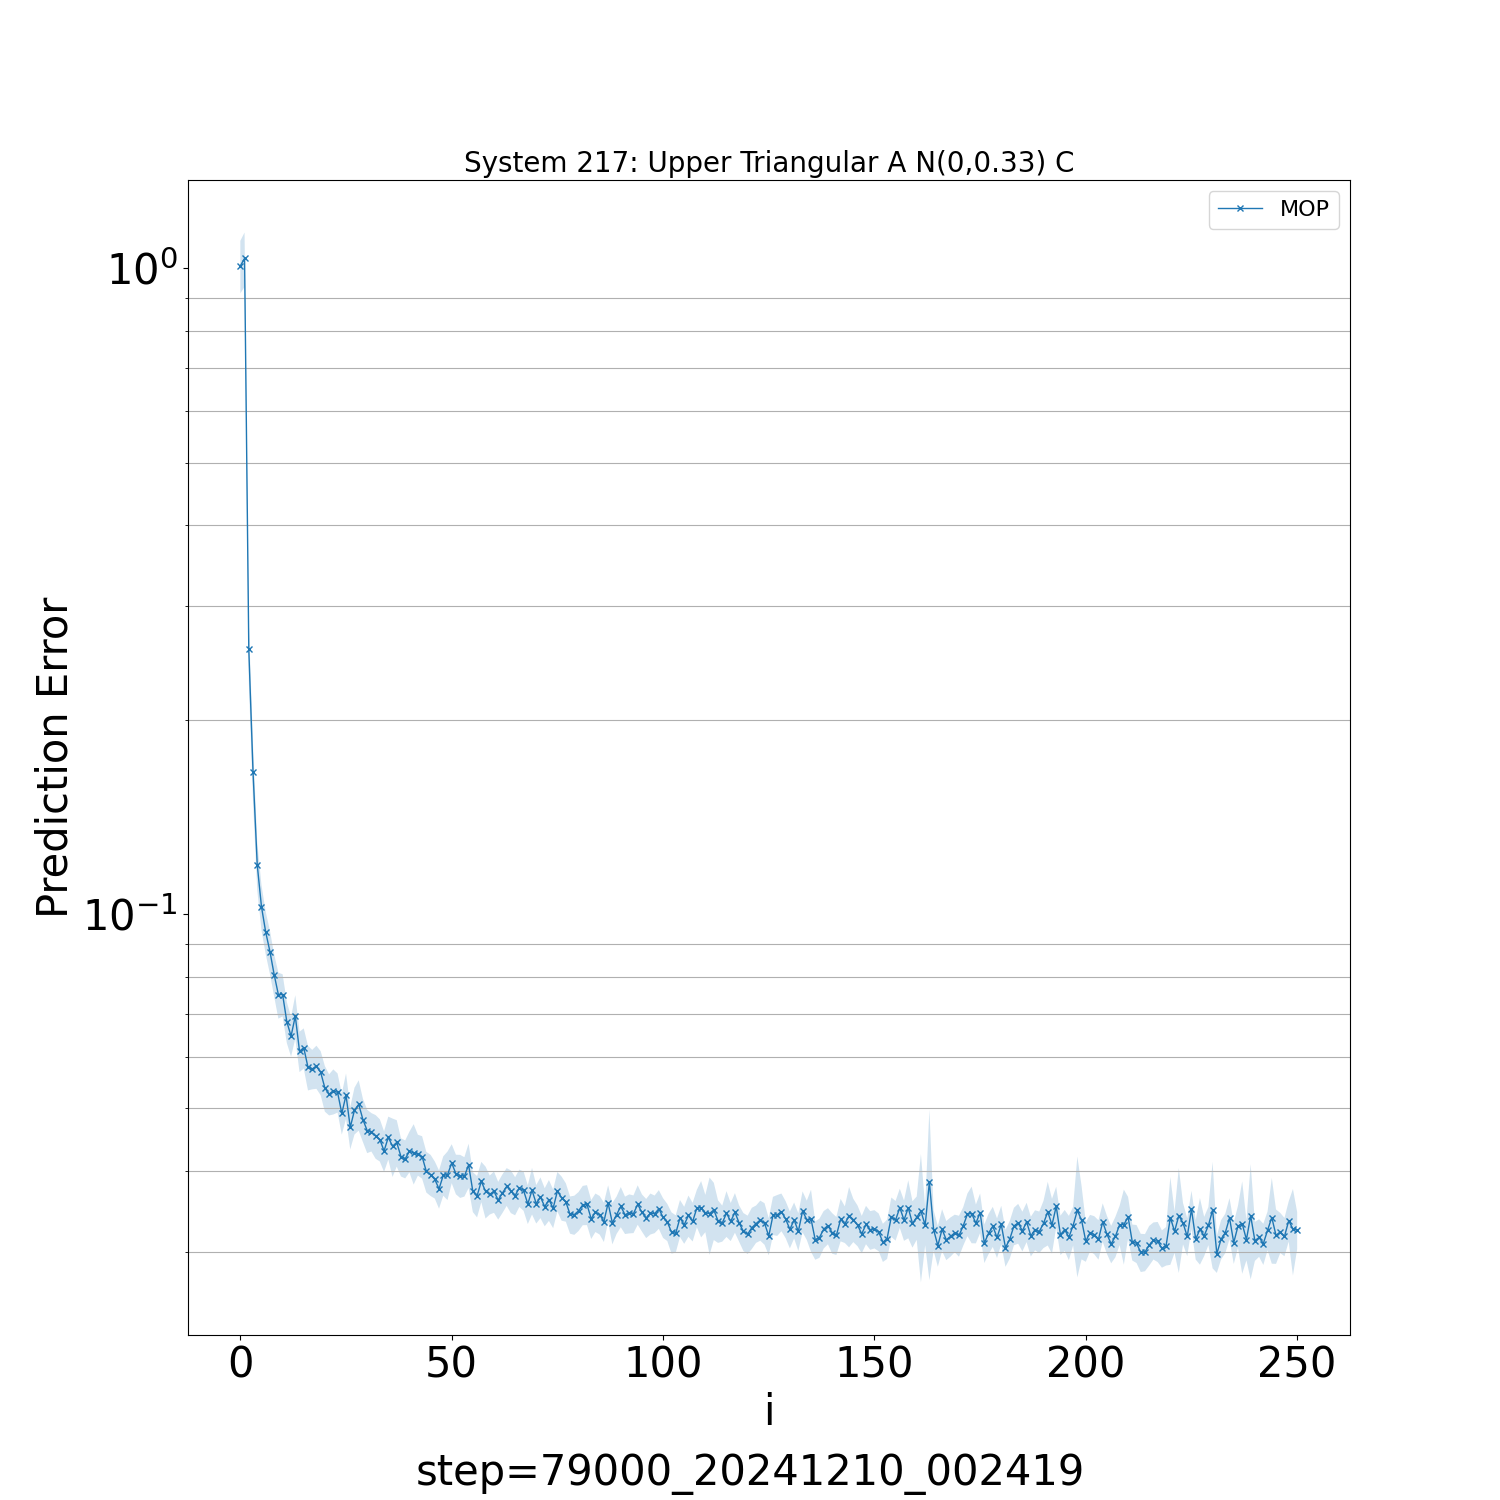 System 217: Upper Triangular A N(0,0.33) C
MOP
10⁰
10⁻¹
Prediction Error
0 50 100 150 200 250
i
step=79000_20241210_002419